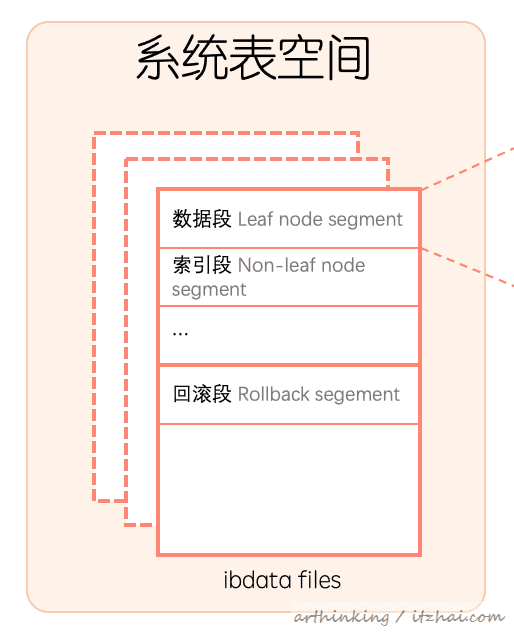 系统表空间
数据段 Leaf node segment
索引段 Non-leaf node
segment
...
回滚段 Rollback segement
ibdata files
arthinking / itzhai.com